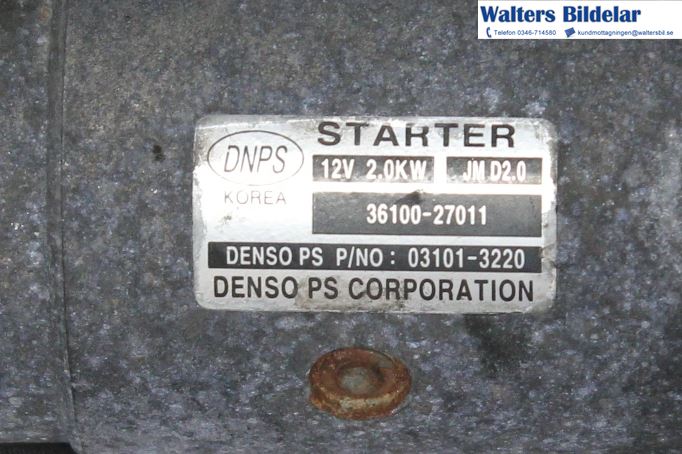 Walters Bildelar
Telefon 0346-714580 kundmottagningen@waltersbil.se
STARTER
DNPS
12V 2.0KW JM D2.0
KOREA
36100-27011
DENSO PS P/NO: 03101-3220
DENSO PS CORPORATION